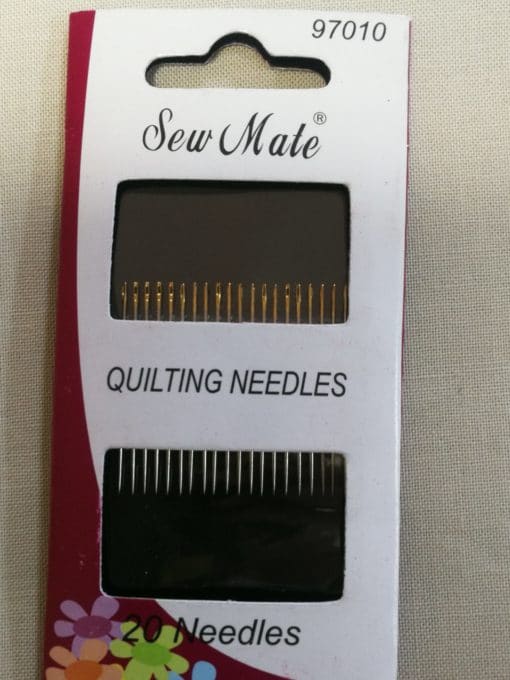 97010
Sew Mate®
QUILTING NEEDLES
20 Needles